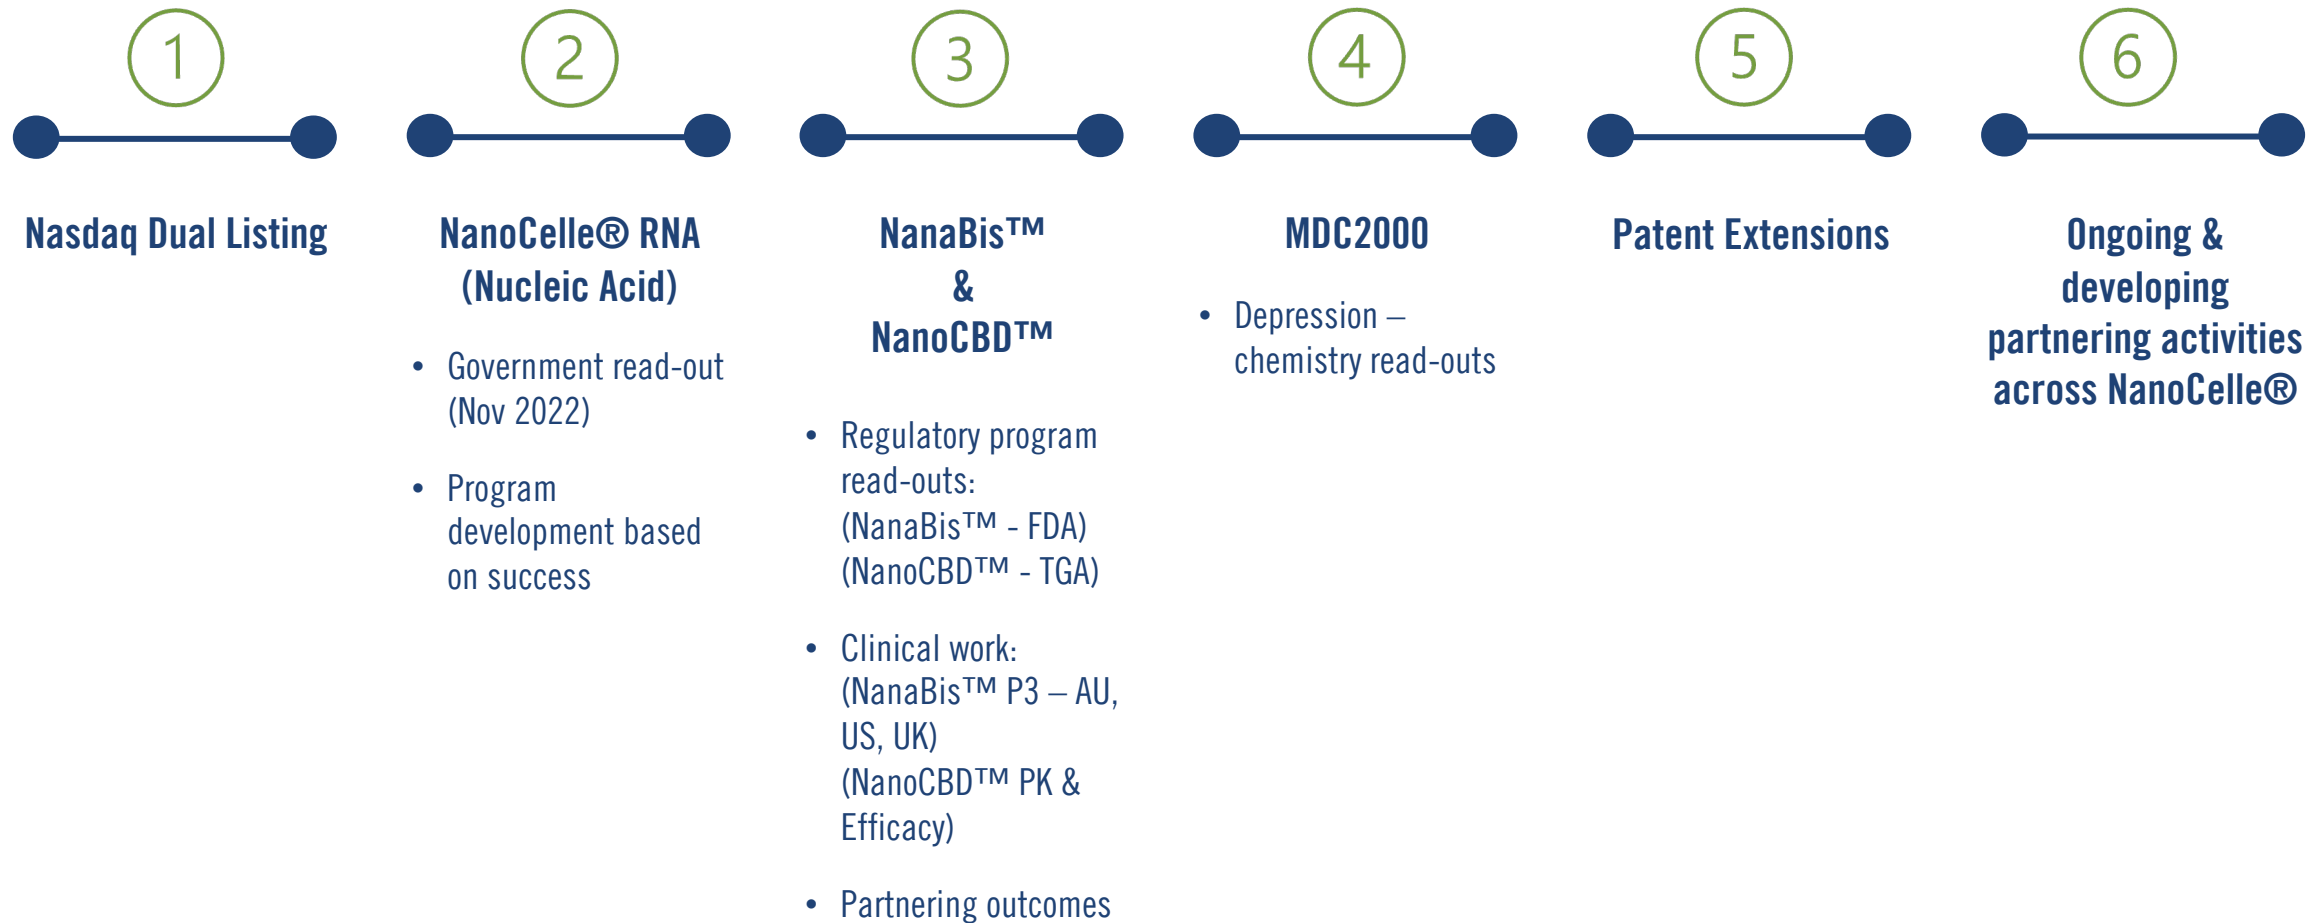 1
Nasdaq Dual Listing
2
NanoCelle® RNA
(Nucleic Acid)
• Government read-out
(Nov 2022)
• Program
development based
on success
3
NanaBis™
&
NanoCBD™
• Regulatory program
read-outs:
(NanaBis™ - FDA)
(NanoCBD™ - TGA)
• Clinical work:
(NanaBis™ P3 – AU,
US, UK)
(NanoCBD™ PK &
Efficacy)
• Partnering outcomes
4
MDC2000
• Depression –
chemistry read-outs
5
Patent Extensions
6
Ongoing &
developing
partnering activities
across NanoCelle®